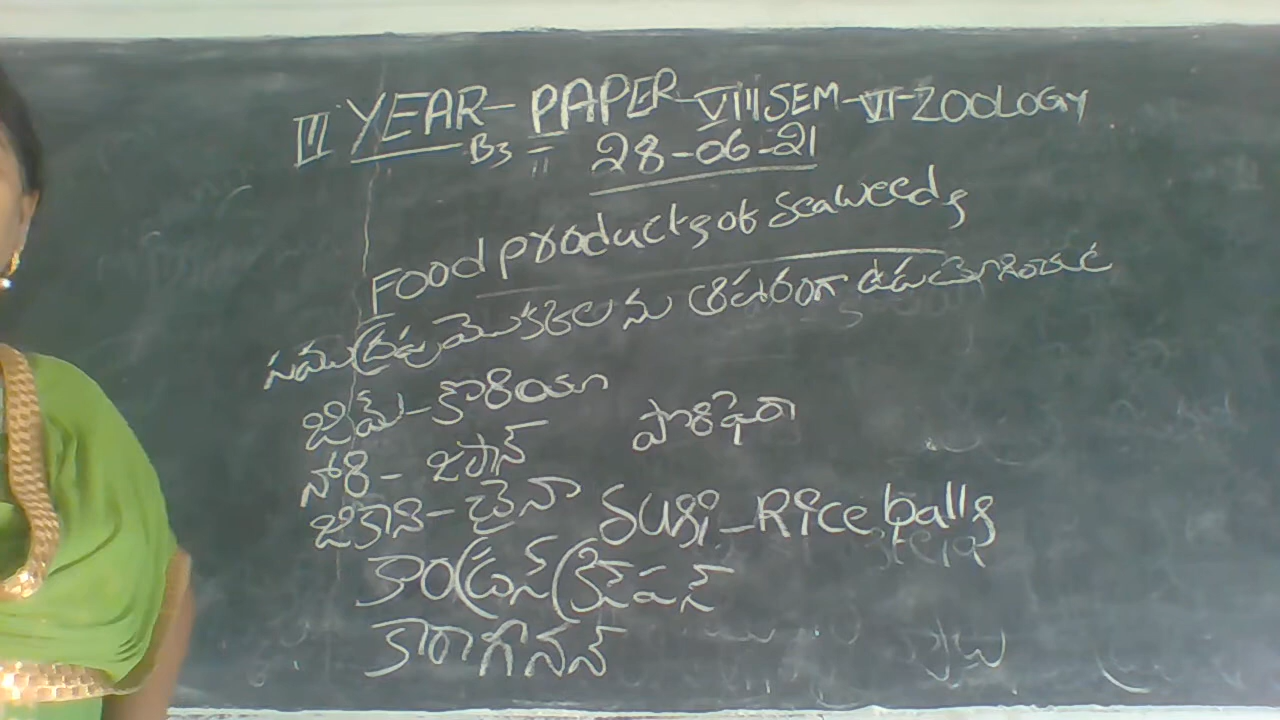 III YEAR- PAPER-VIII SEM-VI-ZOOLOGY
B3 = 28-06-21
Food products of Seaweeds
సముద్రపు మొక్కలను ఆహారంగా ఉపయోగించుట
జిమ్-కొరియా
నోరి- జపాన్ పొరిఫెరా
జికాని-చైనా sugi-Rice balls
కాండ్రస్ క్రిస్పస్
కారాగీనన్